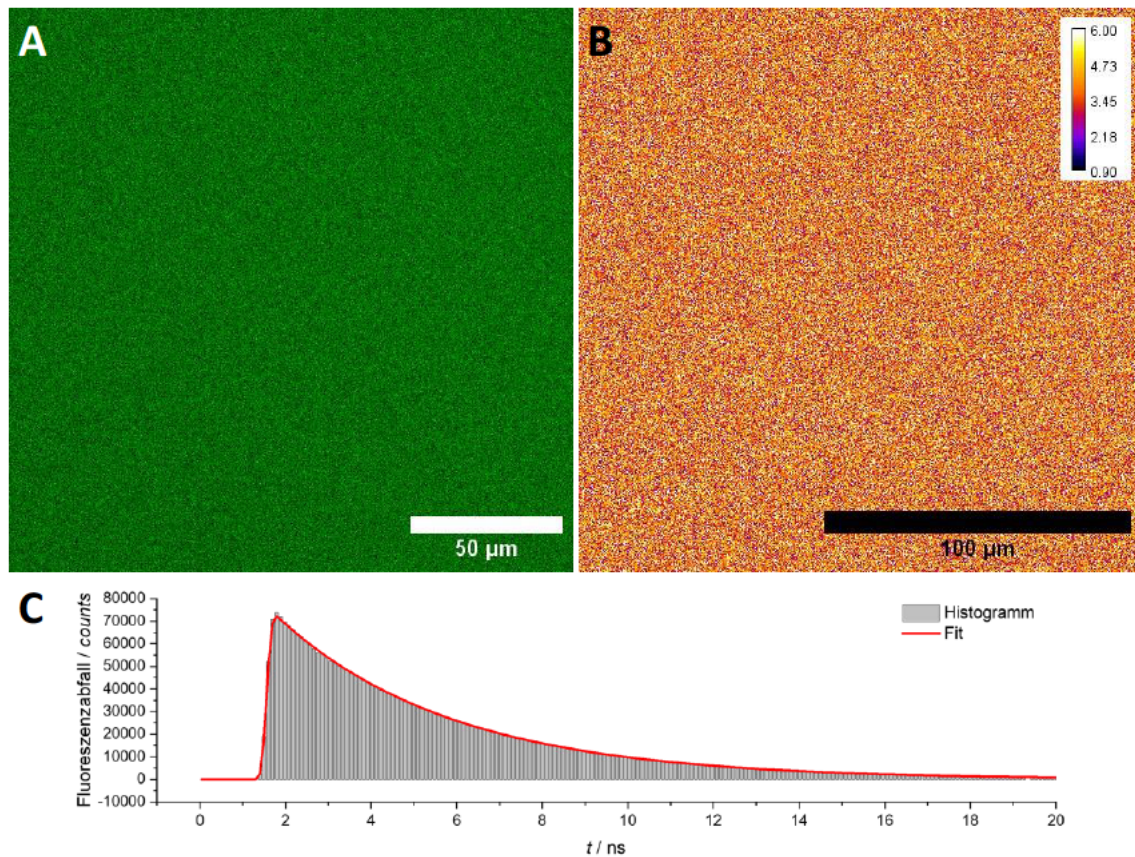 A
B
6.00
4.73
3.45
2.18
0.90
50 µm
100 µm
C
Fluoreszenzabfall / counts
80000
70000
60000
50000
40000
30000
20000
10000
0
-10000
Histogramm
Fit
0 2 4 6 8 10 12 14 16 18 20
t / ns